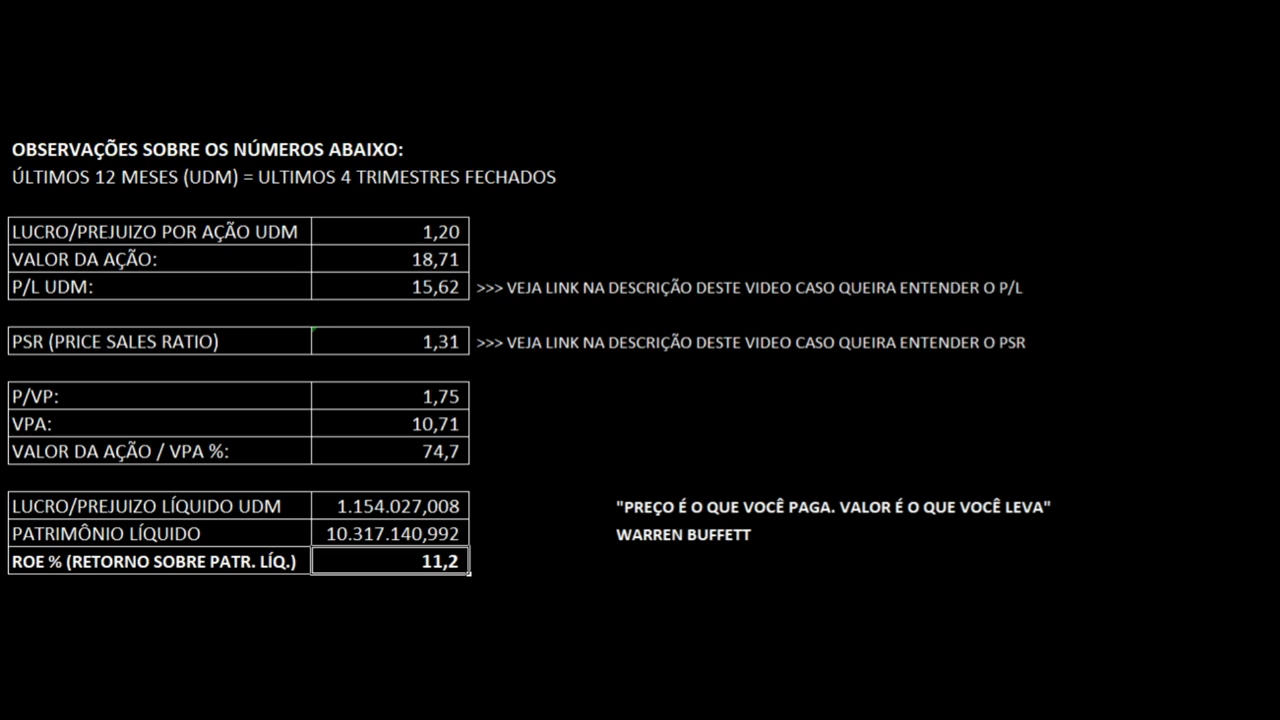 OBSERVAÇÕES SOBRE OS NÚMEROS ABAIXO:
ÚLTIMOS 12 MESES (UDM) = ULTIMOS 4 TRIMESTRES FECHADOS
LUCRO/PREJUIZO POR AÇÃO UDM 1,20
VALOR DA AÇÃO: 18,71
P/L UDM: 15,62 >>> VEJA LINK NA DESCRIÇÃO DESTE VIDEO CASO QUEIRA ENTENDER O P/L
PSR (PRICE SALES RATIO) 1,31 >>> VEJA LINK NA DESCRIÇÃO DESTE VIDEO CASO QUEIRA ENTENDER O PSR
P/VP: 1,75
VPA: 10,71
VALOR DA AÇÃO / VPA %: 74,7
LUCRO/PREJUIZO LÍQUIDO UDM 1.154.027,008 "PREÇO É O QUE VOCÊ PAGA. VALOR É O QUE VOCÊ LEVA"
PATRIMÔNIO LÍQUIDO 10.317.140,992 WARREN BUFFETT
ROE % (RETORNO SOBRE PATR. LÍQ.) 11,2